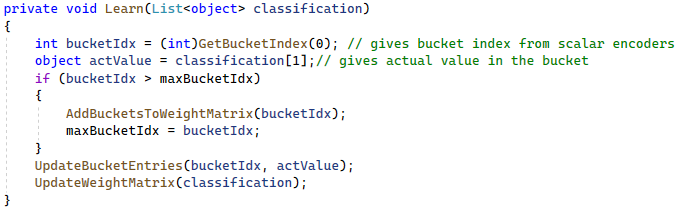 private void Learn(List<object> classification)
{
    int bucketIdx = (int)GetBucketIndex(0); // gives bucket index from scalar encoders
    object actValue = classification[1];// gives actual value in the bucket
    if (bucketIdx > maxBucketIdx)
    {
        AddBucketsToWeightMatrix(bucketIdx);
        maxBucketIdx = bucketIdx;
    }
    UpdateBucketEntries(bucketIdx, actValue);
    UpdateWeightMatrix(classification);
}